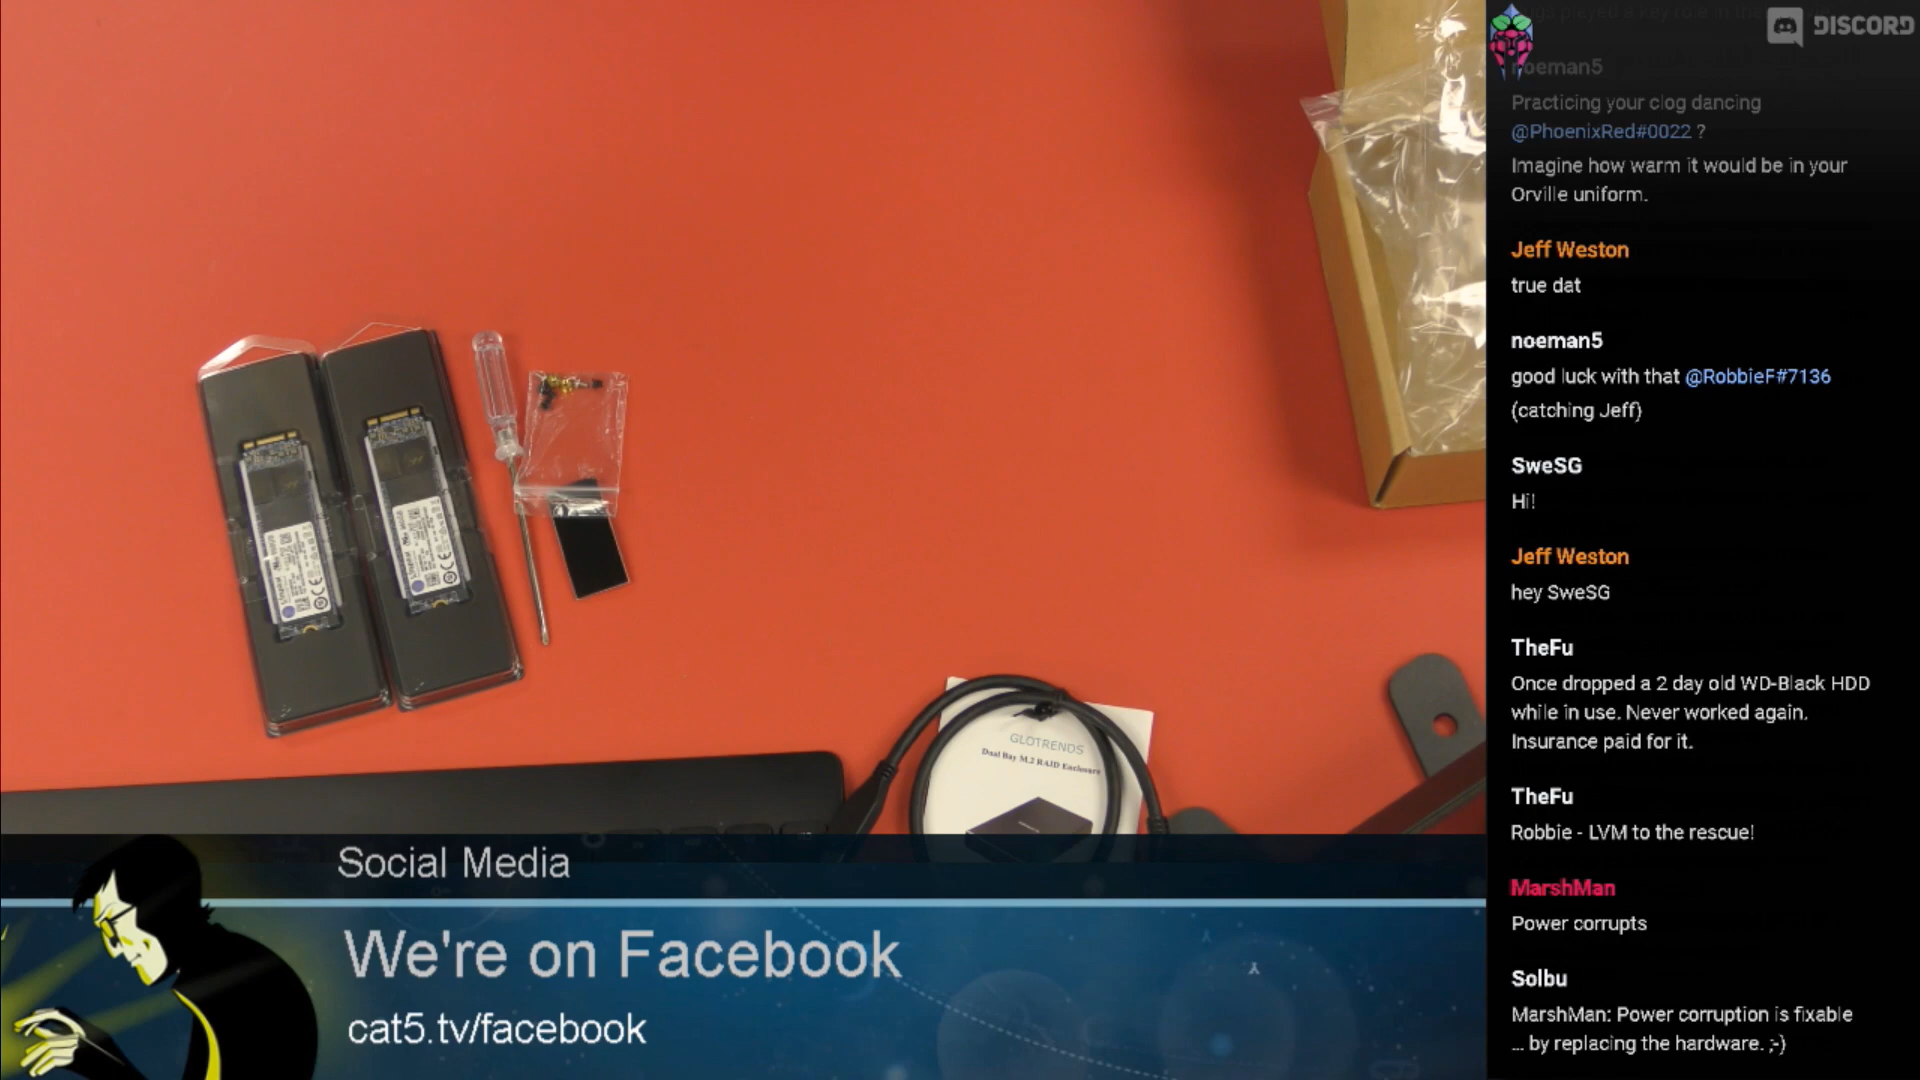 DISCORD
noeman5
Practicing your clog dancing
@PhoenixRed#0022 ?
Imagine how warm it would be in your
Orville uniform.
Jeff Weston
true dat
noeman5
good luck with that @RobbieF#7136
(catching Jeff)
SweSG
Hi!
Jeff Weston
hey SweSG
TheFu
Once dropped a 2 day old WD-Black HDD
while in use. Never worked again.
Insurance paid for it.
TheFu
Robbie - LVM to the rescue!
MarshMan
Power corrupts
Solbu
MarshMan: Power corruption is fixable
... by replacing the hardware. ;-)
GLOTRENDS
Dual Bay M.2 RAID Enclosure
Kingston
Kingston
Social Media
We're on Facebook
cat5.tv/facebook